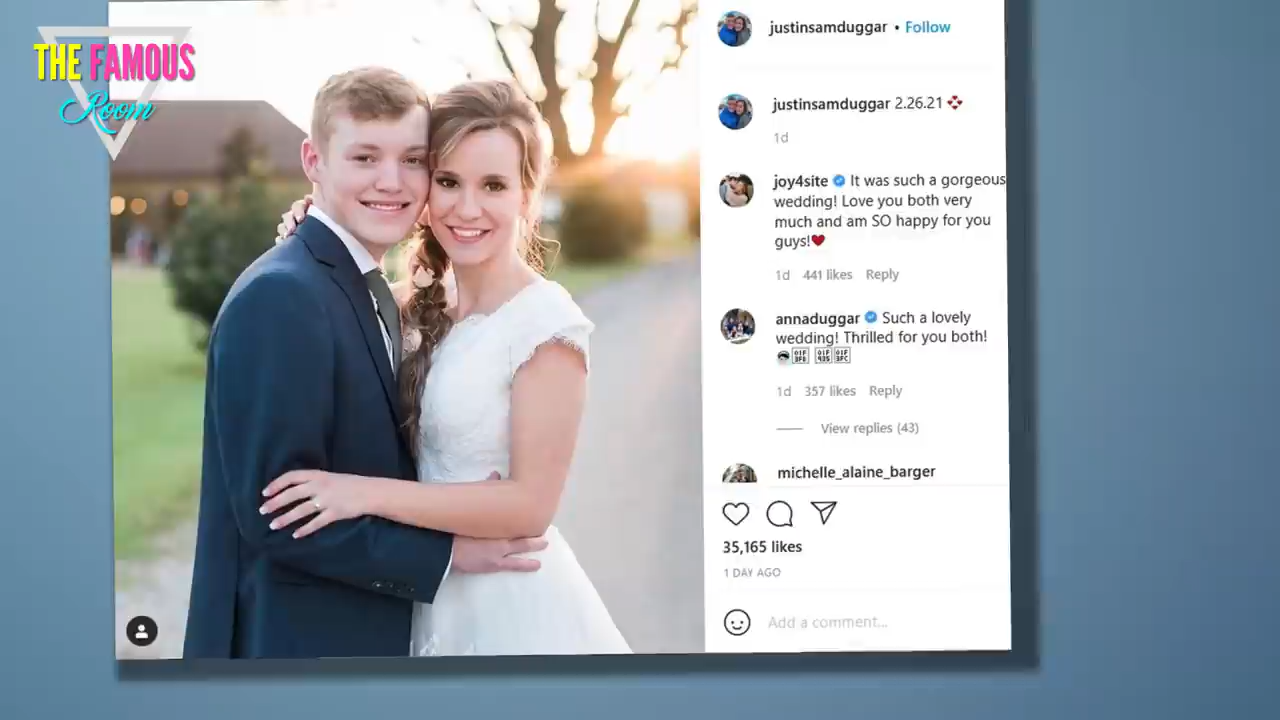 THE FAMOUS
Room
justinsamduggar • Follow
justinsamduggar 2.26.21
1d
joy4site It was such a gorgeous
wedding! Love you both very
much and am SO happy for you
guys!
1d 441 likes Reply
annaduggar Such a lovely
wedding! Thrilled for you both!
1d 357 likes Reply
View replies (43)
michelle_alaine_barger
35,165 likes
1 DAY AGO
Add a comment...